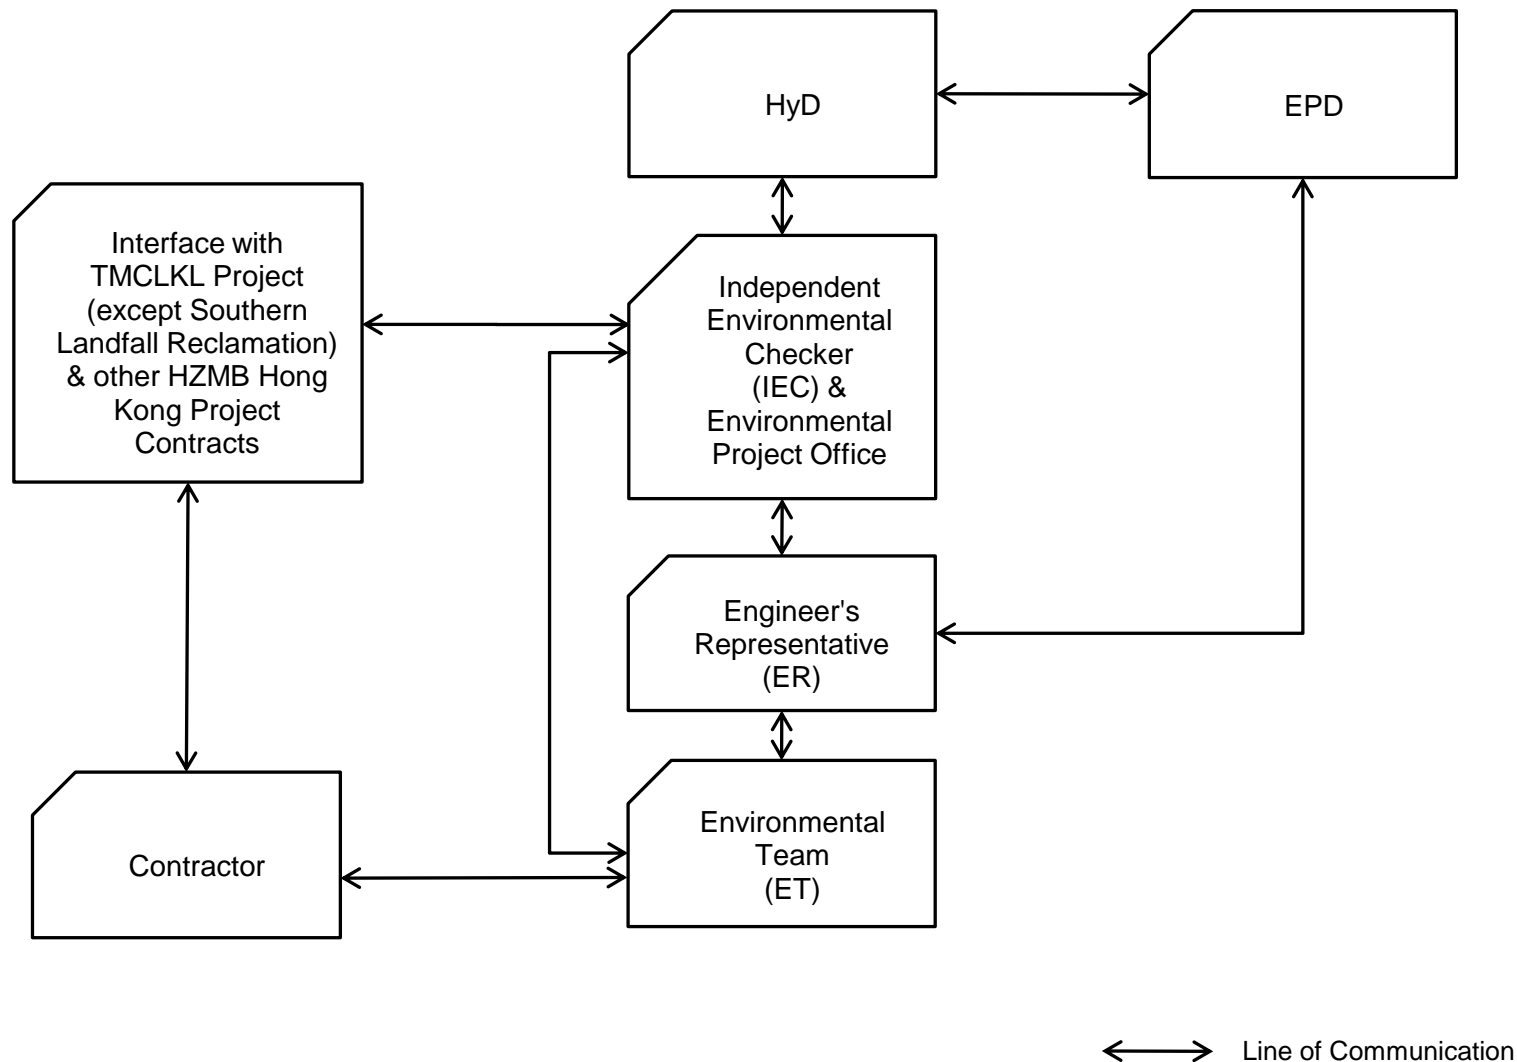 HyD
EPD
Interface with
TMCLKL Project
(except Southern
Landfall Reclamation)
& other HZMB Hong
Kong Project
Contracts
Independent
Environmental
Checker
(IEC) &
Environmental
Project Office
Engineer's
Representative
(ER)
Contractor
Environmental
Team
(ET)
Line of Communication